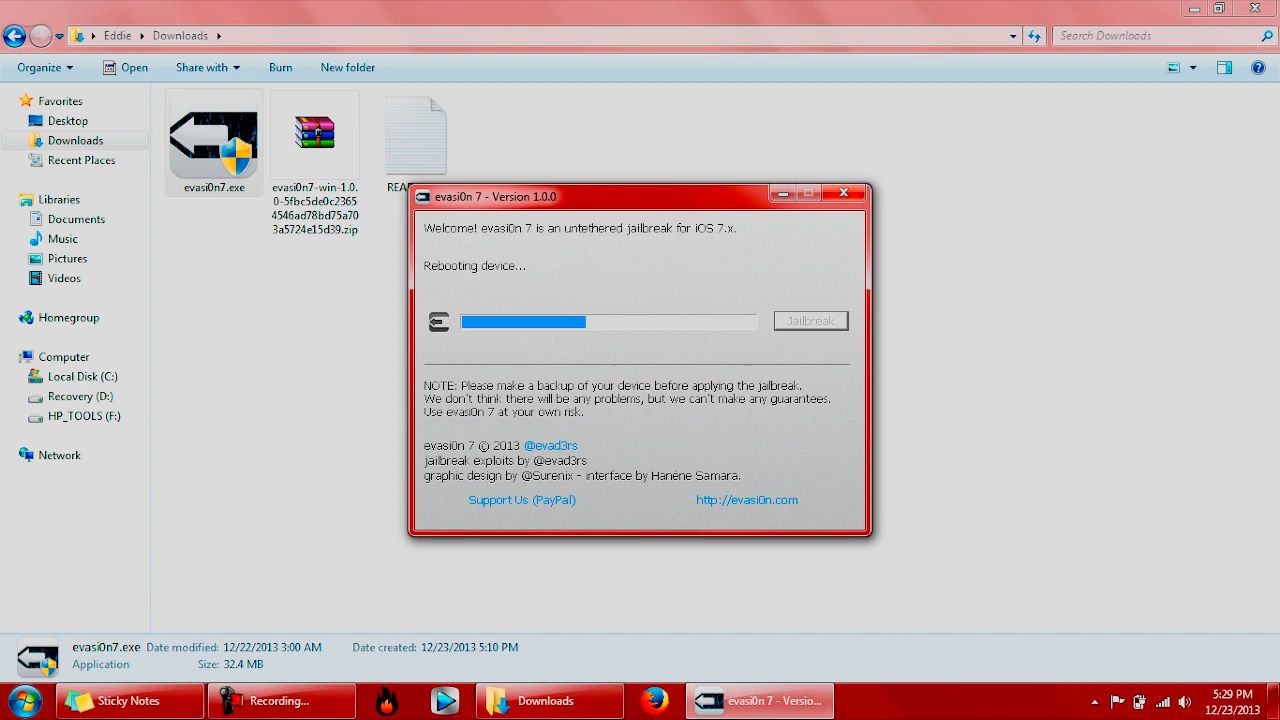 Eddie
Downloads
Search Downloads
Organize
Open
Share with
Burn
New folder
Favorites
Desktop
Downloads
Recent Places
Libraries
Documents
Music
Pictures
Videos
Homegroup
Computer
Local Disk (C:)
Recovery (D:)
HP_TOOLS (F:)
Network
evasi0n7.exe
evasi0n7-win-1.0.
0-5fbc5de0c2365
4546ad78bd75a70
3a5724e15d39.zip
REA
evasi0n 7 - Version 1.0.0
Welcome! evasi0n 7 is an untethered jailbreak for iOS 7.x.
Rebooting device...
Jailbreak
NOTE: Please make a backup of your device before applying the jailbreak.
We don't think there will be any problems, but we can't make any guarantees.
Use evasi0n 7 at your own risk.
evasi0n 7 © 2013 @evad3rs
jailbreak exploits by @evad3rs
graphic design by @Surenix - interface by Hanéne Samara.
Support Us (PayPal)
http://evasi0n.com
evasi0n7.exe Date modified: 12/22/2013 3:00 AM Date created: 12/23/2013 5:10 PM
Application Size: 32.4 MB
Sticky Notes
Recording...
Downloads
evasi0n 7 - Versio...
5:29 PM
12/23/2013